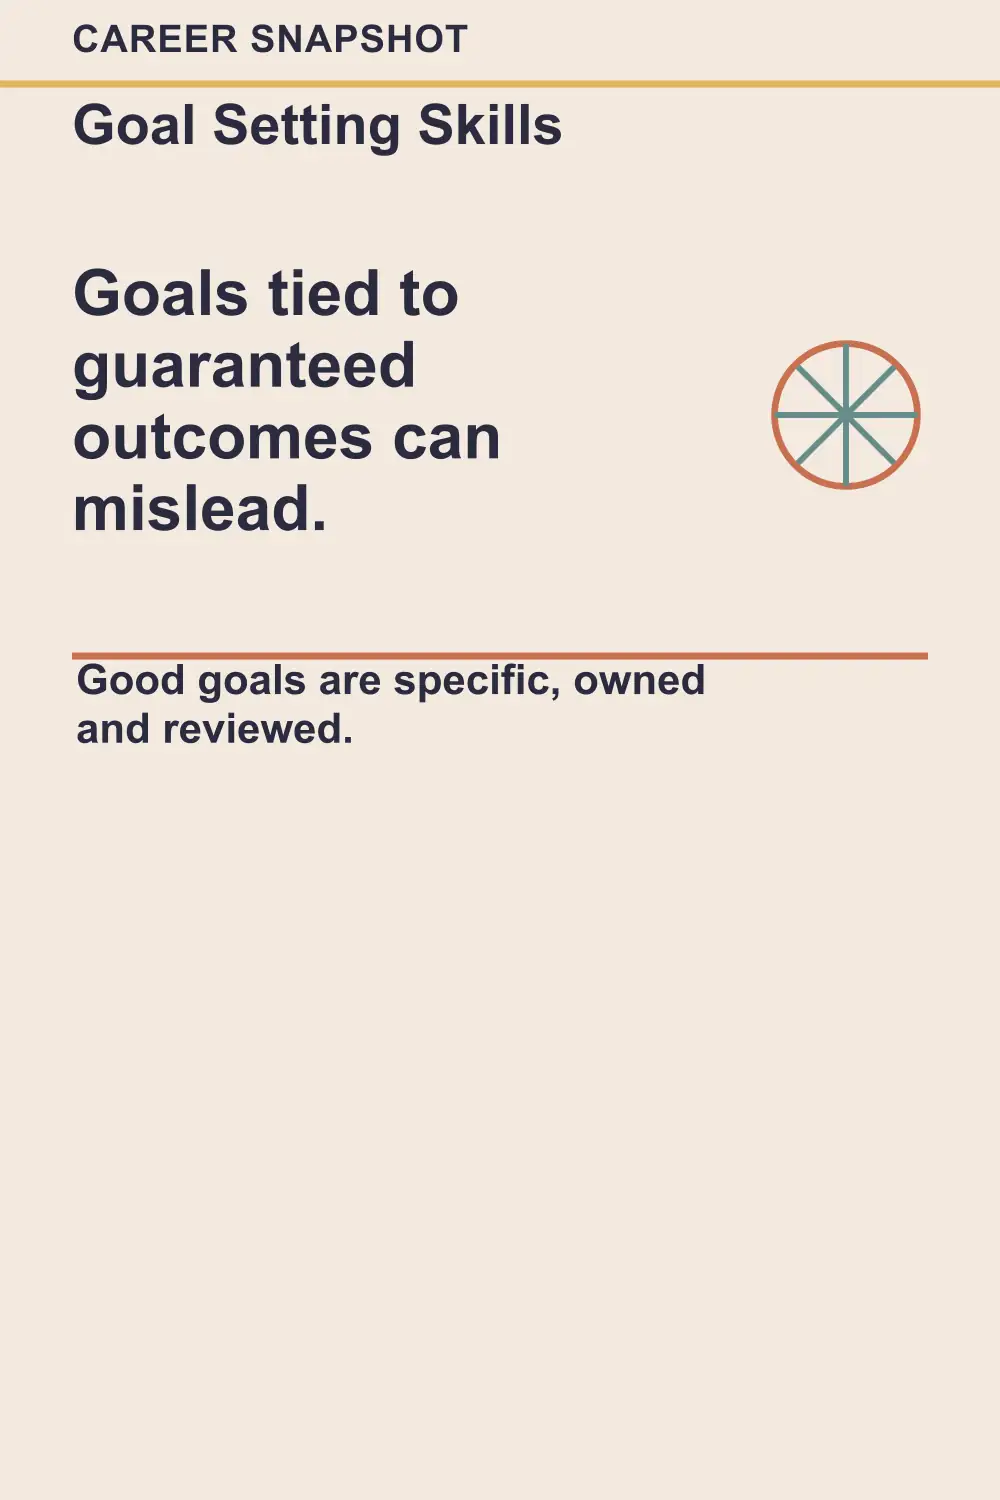 CAREER SNAPSHOT
Goal Setting Skills
Goals tied to
guaranteed
outcomes can
mislead.
Good goals are specific, owned
and reviewed.